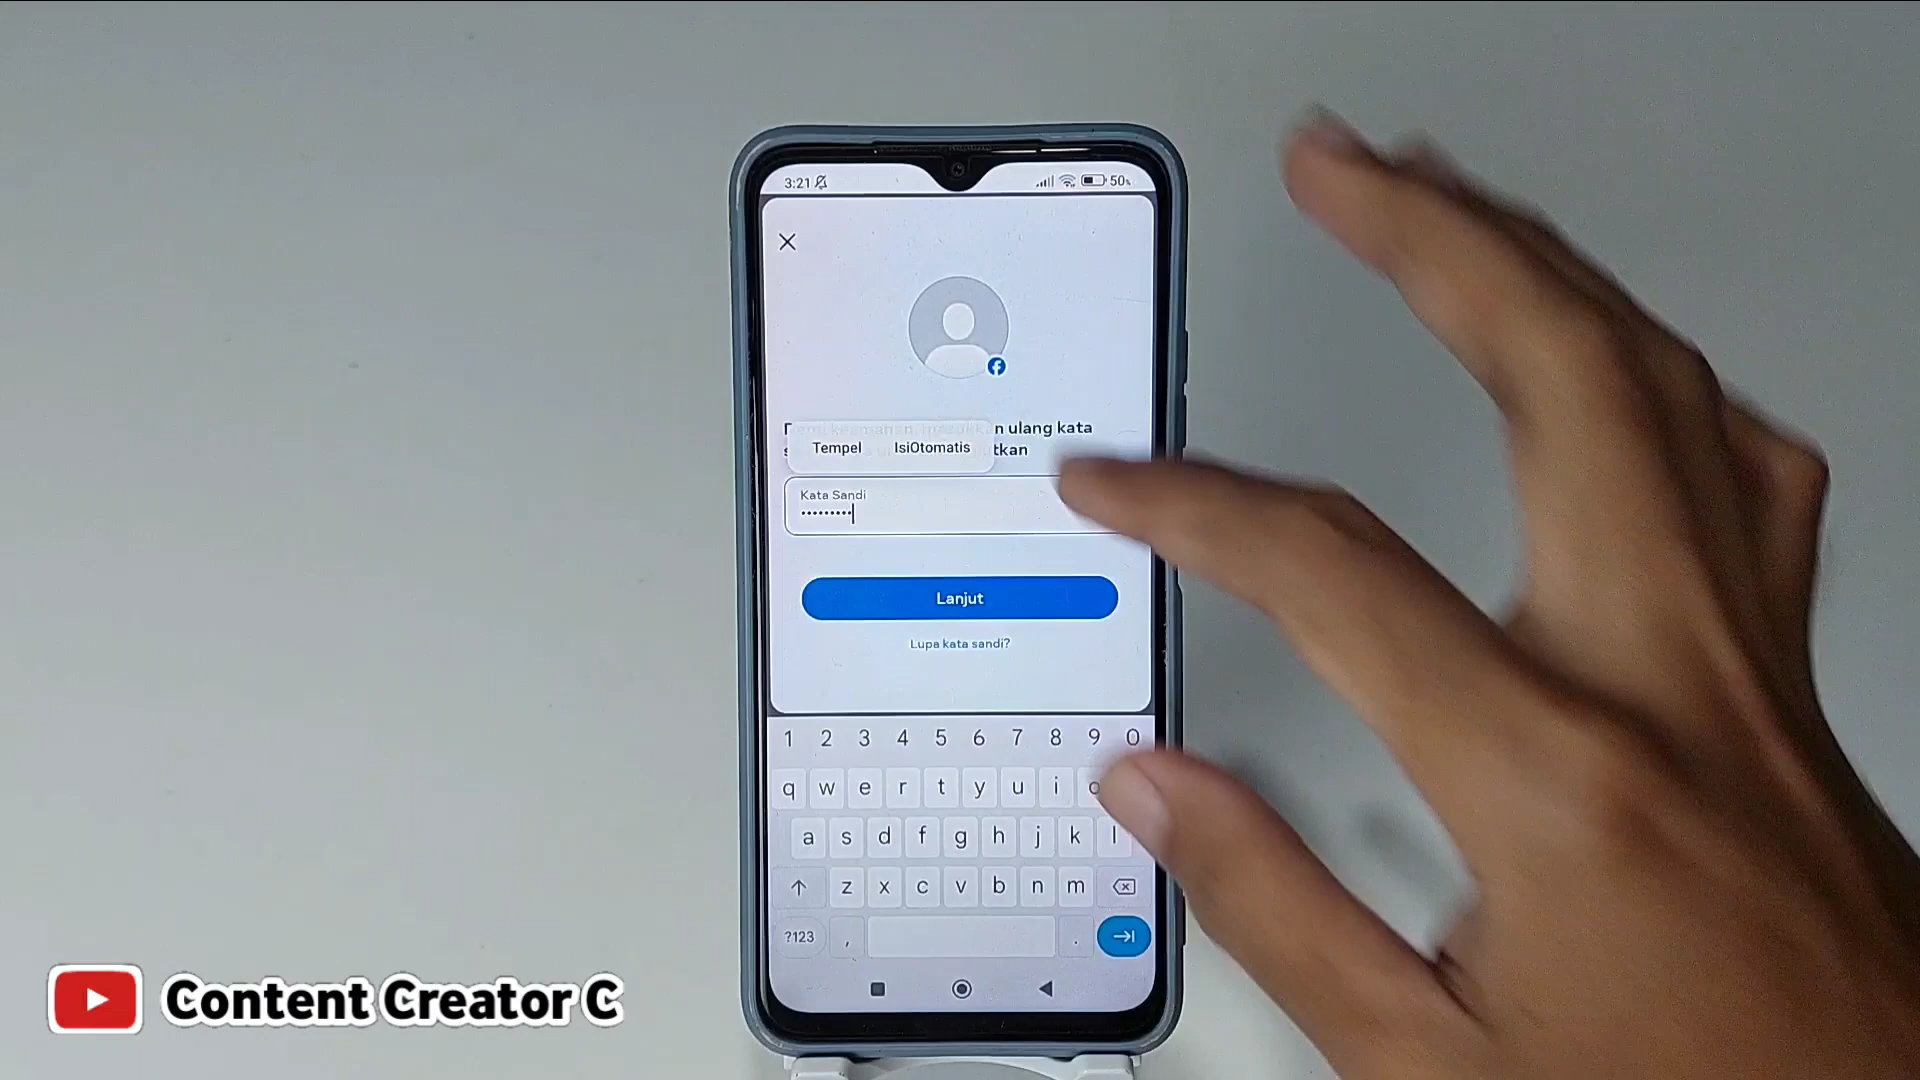 3:21
50%
ulang kata
Tempel IsiOtomatis
Kata Sandi
•••••••••
Lanjut
Lupa kata sandi?
1 2 3 4 5 6 7 8 9 0
q w e r t y u i
a s d f g h j k l
z x c v b n m
?123 , .
Content Creator C